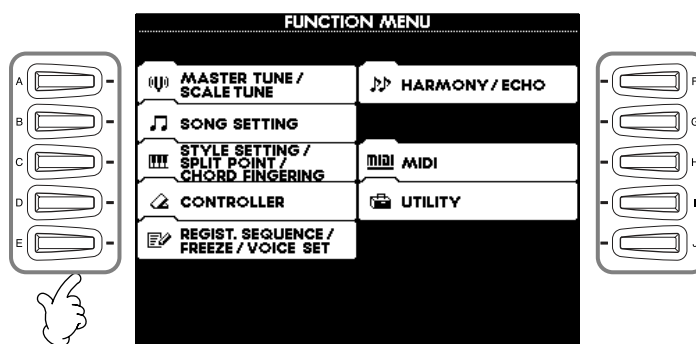 FUNCTION MENU
MASTER TUNE /
SCALE TUNE
HARMONY / ECHO
SONG SETTING
STYLE SETTING /
SPLIT POINT /
CHORD FINGERING
MIDI MIDI
CONTROLLER
UTILITY
REGIST. SEQUENCE /
FREEZE / VOICE SET
A
B
C
D
E
F
G
H
I
J